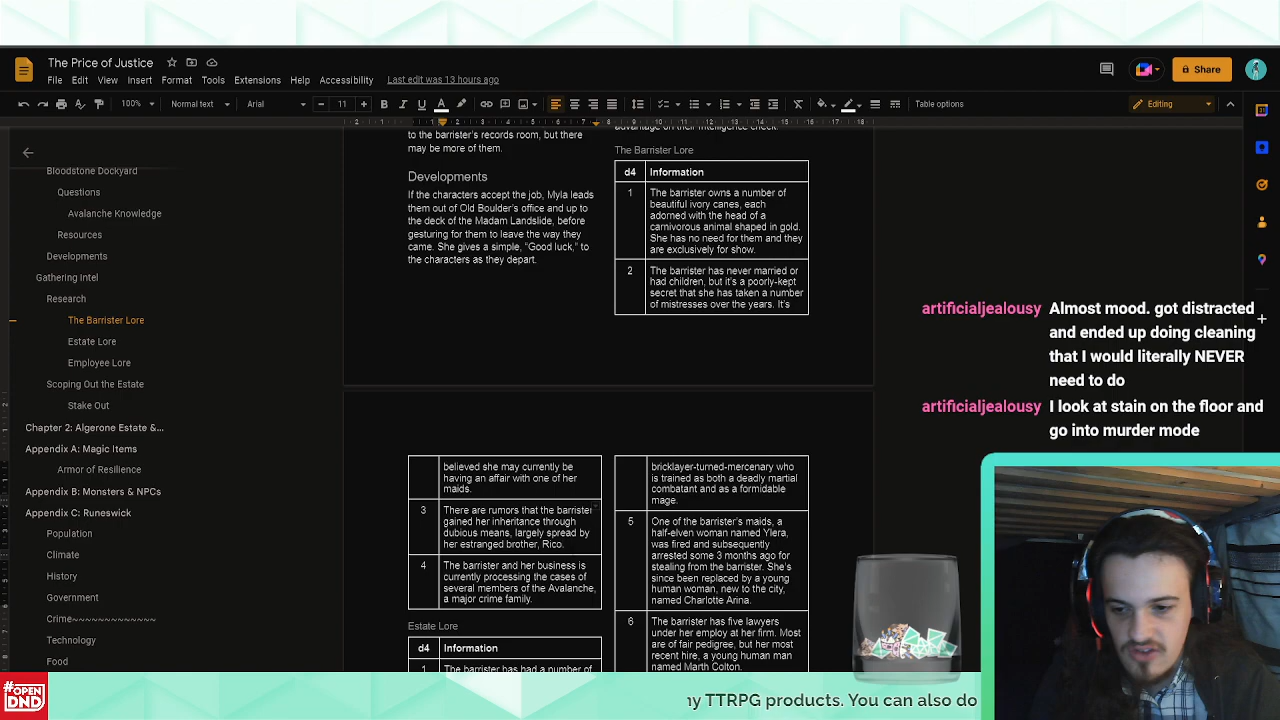 The Price of Justice
File Edit View Insert Format Tools Extensions Help Accessibility
Last edit was 13 hours ago
Share
100%
Normal text
Arial
11
Table options
Editing
Bloodstone Dockyard
Questions
Avalanche Knowledge
Resources
Developments
Gathering Intel
Research
The Barrister Lore
Estate Lore
Employee Lore
Scoping Out the Estate
Stake Out
Chapter 2: Algerone Estate &...
Appendix A: Magic Items
Armor of Resilience
Appendix B: Monsters & NPCs
Appendix C: Runeswick
Population
Climate
History
Government
Crime~~~~~~~~~~~~~
Technology
Food
to the barrister's records room, but there
may be more of them.
Developments
If the characters accept the job, Myla leads
them out of Old Boulder's office and up to
the deck of the Madam Landslide, before
gesturing for them to leave the way they
came. She gives a simple, “Good luck,” to
the characters as they depart.
advantage on their Intelligence check.
The Barrister Lore
d4 Information
1 The barrister owns a number of
beautiful ivory canes, each
adorned with the head of a
carnivorous animal shaped in gold.
She has no need for them and they
are exclusively for show.
2 The barrister has never married or
had children, but it's a poorly-kept
secret that she has taken a number
of mistresses over the years. It's
believed she may currently be
having an affair with one of her
maids.
3 There are rumors that the barrister
gained her inheritance through
dubious means, largely spread by
her estranged brother, Rico.
4 The barrister and her business is
currently processing the cases of
several members of the Avalanche,
a major crime family.
Estate Lore
d4 Information
1 The barrister has had a number of
bricklayer-turned-mercenary who
is trained as both a deadly martial
combatant and as a formidable
mage.
5 One of the barrister's maids, a
half-elven woman named Ylera,
was fired and subsequently
arrested some 3 months ago for
stealing from the barrister. She's
since been replaced by a young
human woman, new to the city,
named Charlotte Arina.
6 The barrister has five lawyers
under her employ at her firm. Most
are of fair pedigree, but her most
recent hire, a young human man
named Marth Colton.
artificialjealousy Almost mood. got distracted
and ended up doing cleaning
that I would literally NEVER
need to do
artificialjealousy I look at stain on the floor and
go into murder mode
#OPEN
DND
ny TTRPG products. You can also do